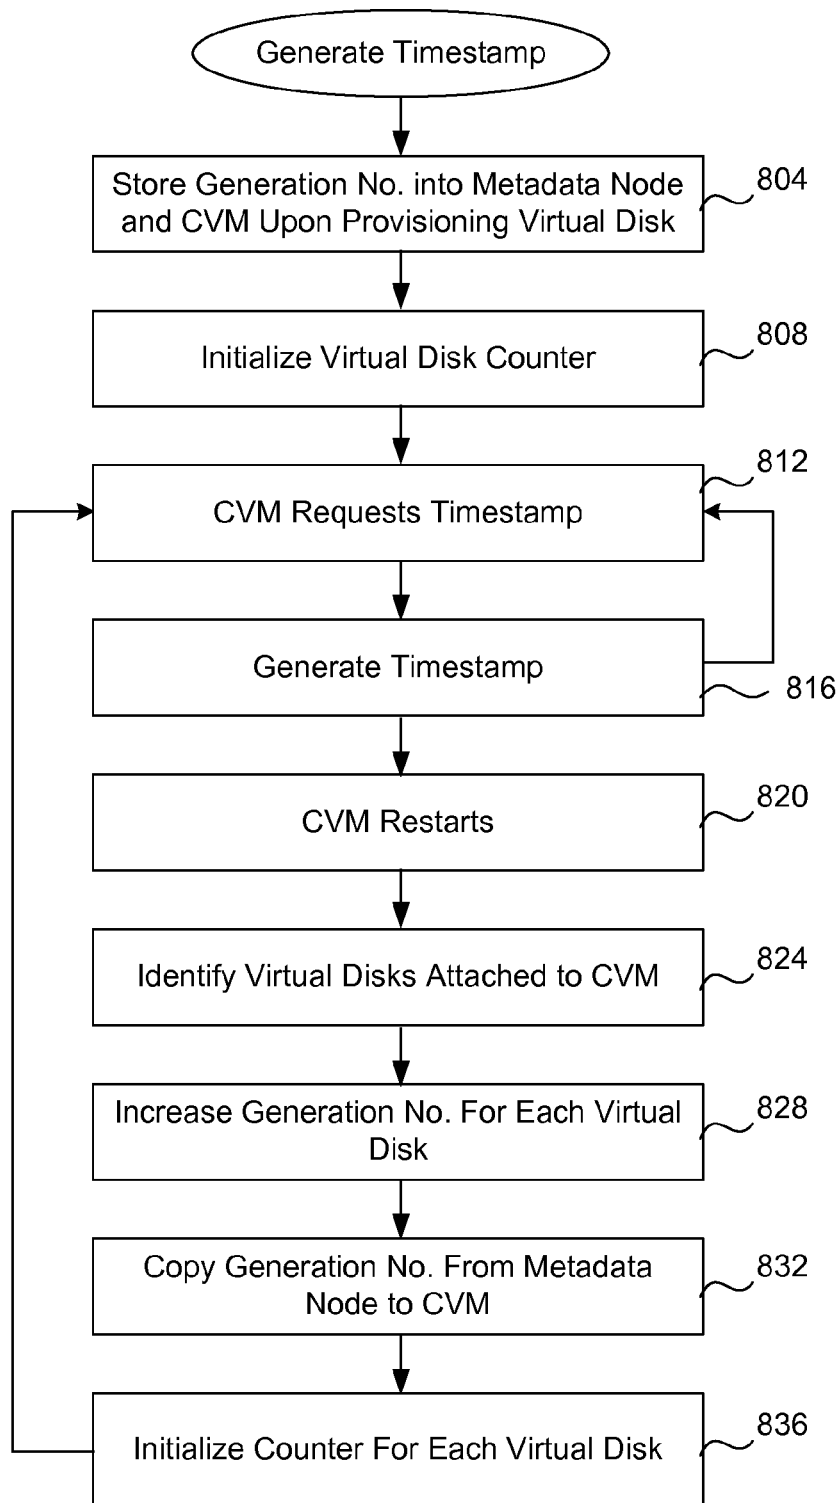 Generate Timestamp
Store Generation No. into Metadata Node
and CVM Upon Provisioning Virtual Disk
804
Initialize Virtual Disk Counter
808
CVM Requests Timestamp
812
Generate Timestamp
816
CVM Restarts
820
Identify Virtual Disks Attached to CVM
824
Increase Generation No. For Each Virtual
Disk
828
Copy Generation No. From Metadata
Node to CVM
832
Initialize Counter For Each Virtual Disk
836